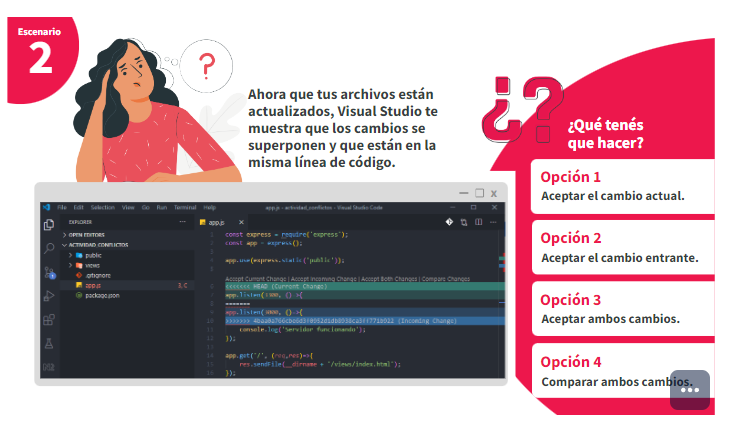 Escenario
2
?
Ahora que tus archivos están
actualizados, Visual Studio te
muestra que los cambios se
superponen y que están en la
misma línea de código.
¿?
¿Qué tenés
que hacer?
Opción 1
Aceptar el cambio actual.
Opción 2
Aceptar el cambio entrante.
Opción 3
Aceptar ambos cambios.
Opción 4
Comparar ambos cambios.
File Edit Selection View Go Run Terminal Help
app.js - actividad_conflictos - Visual Studio Code
EXPLORER
OPEN EDITORS
ACTIVIDAD_CONFLICTOS
public
views
.gitignore
app.js
package.json
app.js
const express = require('express');
const app = express();
app.use(express.static('public'));
Accept Current Change | Accept Incoming Change | Accept Both Changes | Compare Changes
<<<<<<< HEAD (Current Change)
app.listen(3300, ()=>{
=======
app.listen(3000, ()=>{
>>>>>>> (Incoming Change)
console.log('Servidor funcionando');
});
app.get('/', (req,res)=>{
res.sendFile(__dirname + '/views/index.html');
});